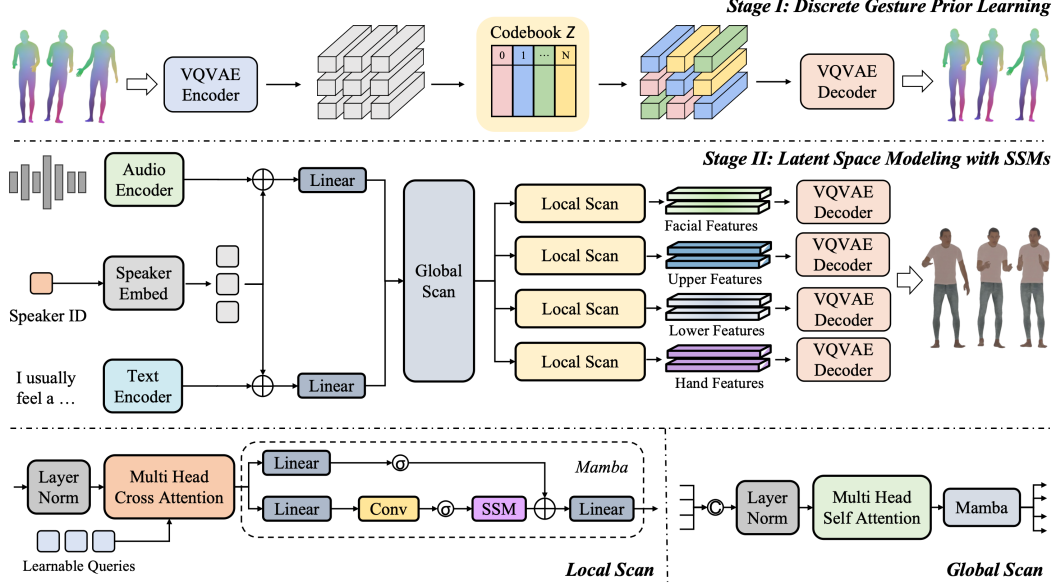 Stage I: Discrete Gesture Prior Learning
Codebook Z
0 1 ... N
VQVAE
Encoder
VQVAE
Decoder
Stage II: Latent Space Modeling with SSMs
Audio
Encoder
Linear
Speaker
Embed
Speaker ID
I usually
feel a ...
Text
Encoder
Linear
Global
Scan
Local Scan
Facial Features
VQVAE
Decoder
Local Scan
Upper Features
VQVAE
Decoder
Local Scan
Lower Features
VQVAE
Decoder
Local Scan
Hand Features
VQVAE
Decoder
Layer
Norm
Multi Head
Cross Attention
Learnable Queries
Linear
σ
Mamba
Linear
Conv
σ
SSM
Linear
Local Scan
C
Layer
Norm
Multi Head
Self Attention
Mamba
Global Scan